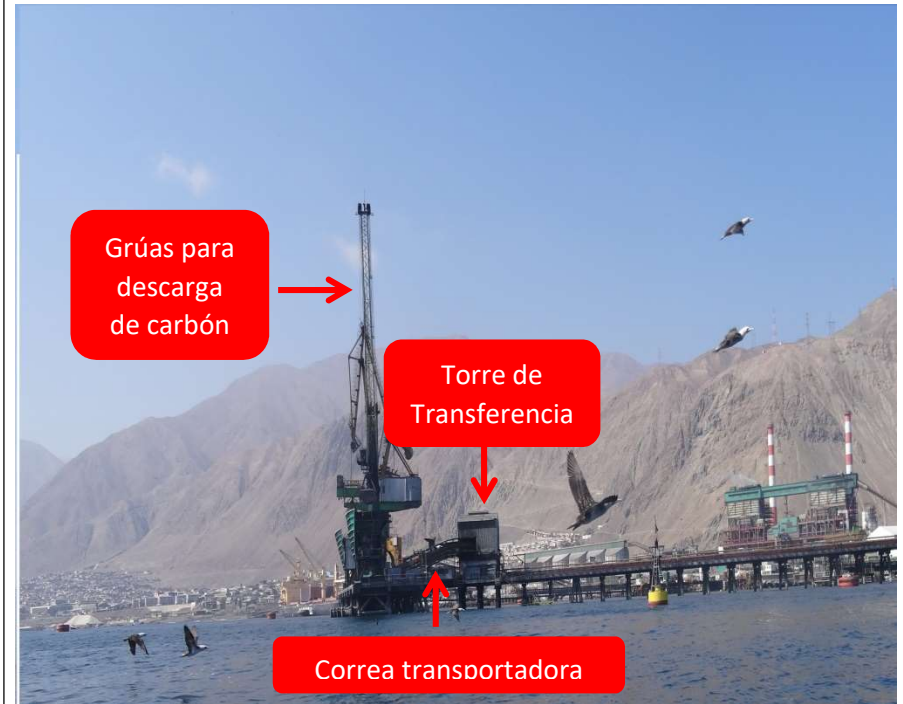 Grúas para
descarga
de carbón
Torre de
Transferencia
Correa transportadora